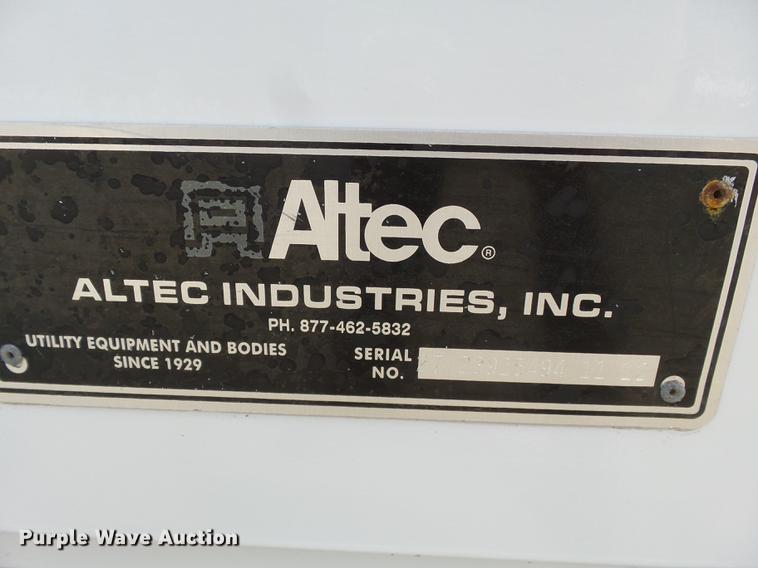 Altec®
ALTEC INDUSTRIES, INC.
PH. 877-462-5832
UTILITY EQUIPMENT AND BODIES
SINCE 1929
SERIAL
NO.
Purple Wave Auction